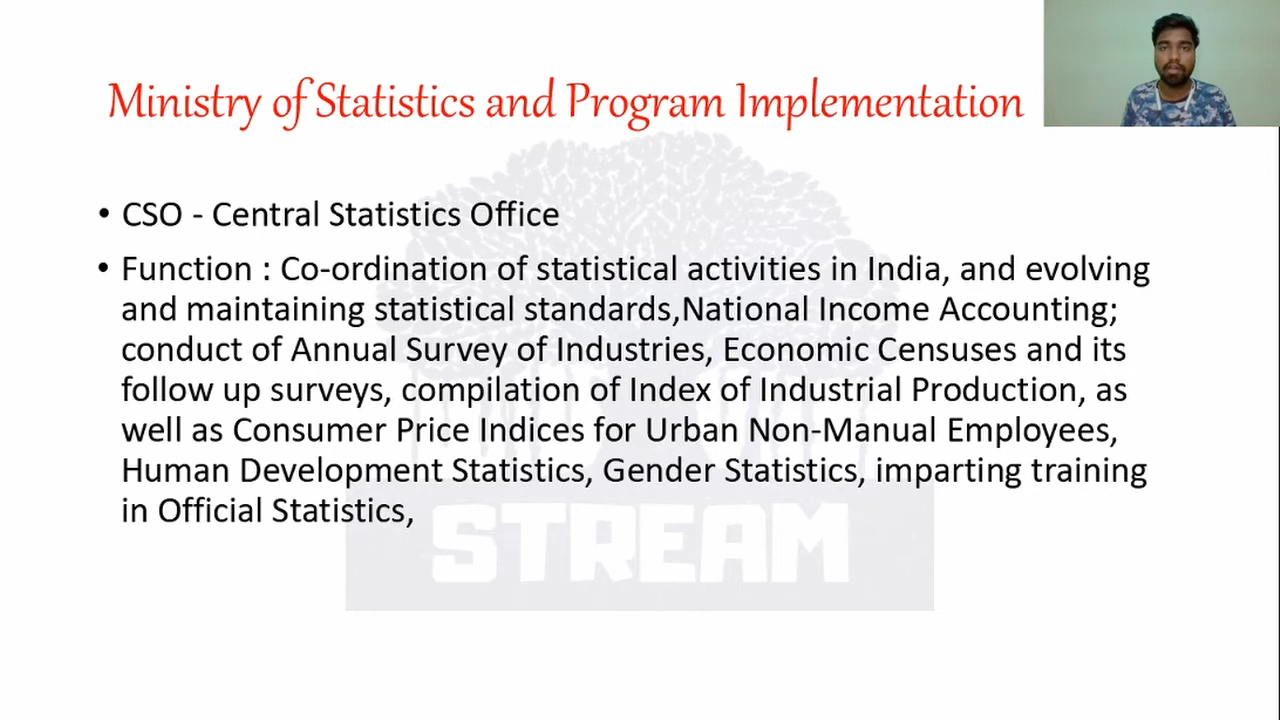 Ministry of Statistics and Program Implementation
• CSO - Central Statistics Office
• Function : Co-ordination of statistical activities in India, and evolving
and maintaining statistical standards,National Income Accounting;
conduct of Annual Survey of Industries, Economic Censuses and its
follow up surveys, compilation of Index of Industrial Production, as
well as Consumer Price Indices for Urban Non-Manual Employees,
Human Development Statistics, Gender Statistics, imparting training
in Official Statistics,
STREAM